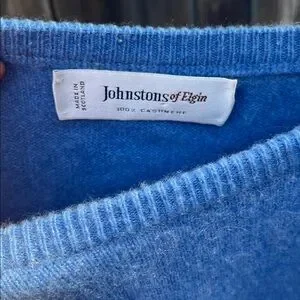 Johnstons of Elgin
100% CASHMERE
MADE IN
SCOTLAND